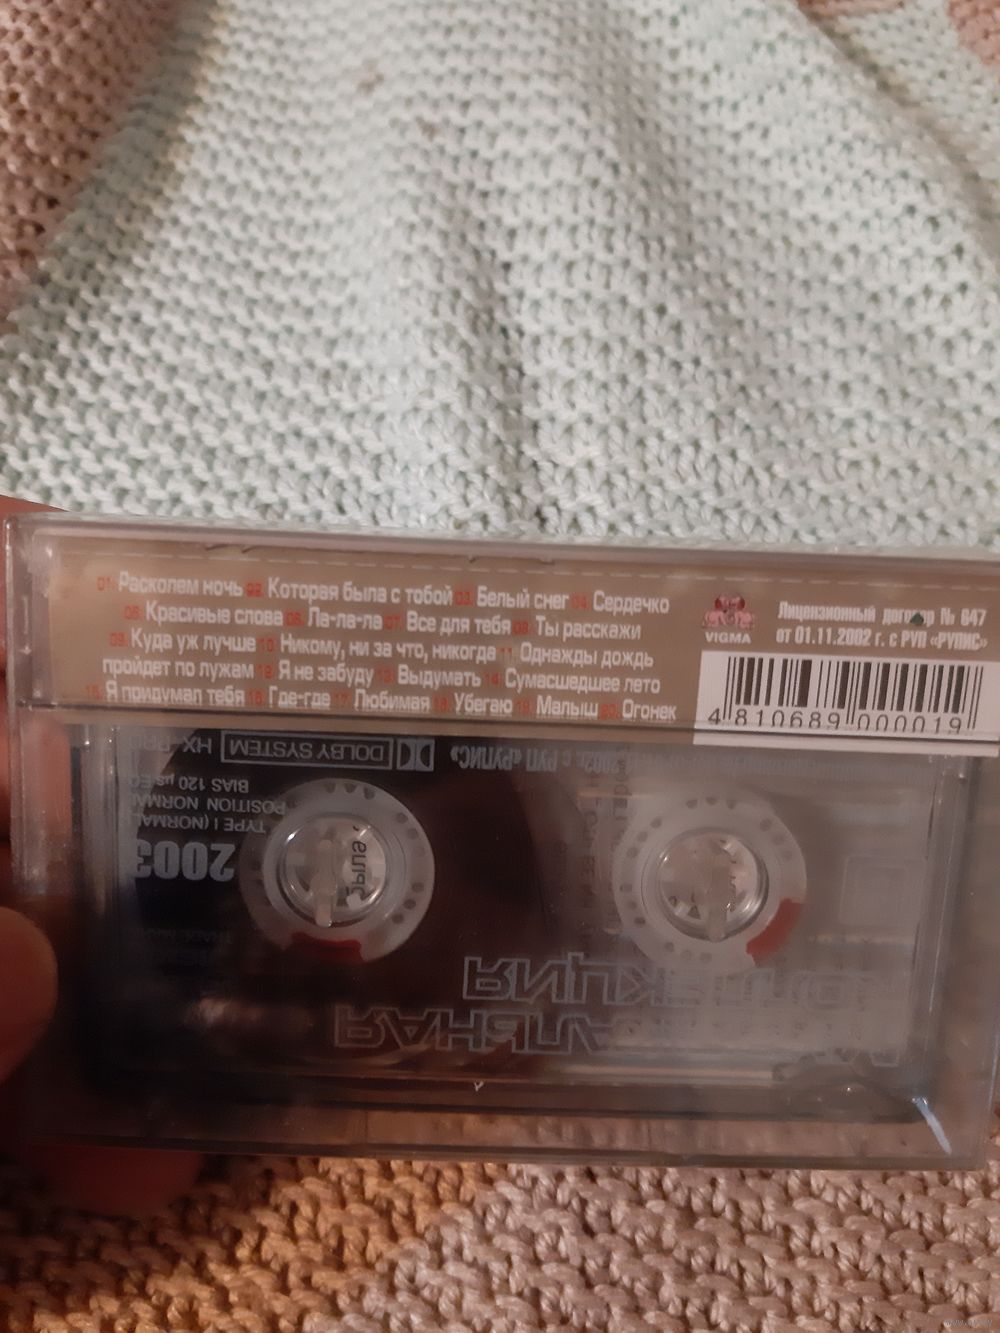 01 Расколем ночь 02 Которая была с тобой 03 Белый снег 04 Сердечко
05 Красивые слова 06 Ла-ла-ла 07 Все для тебя 08 Ты расскажи
09 Куда уж лучше 10 Никому, ни за что, никогда 11 Однажды дождь
пройдет по лужам 12 Я не забуду 13 Выдумать 14 Сумасшедшее лето
15 Я придумал тебя 16 Где-где 17 Любимая 18 Убегаю 19 Малыш 20 Огонек
VIGMA
Лицензионный договор № 647
от 01.11.2002 г. с РУП «РУПИС»
4 810689 000019
DOLBY SYSTEM
2002г. с РУП «РУПИС»
BIAS 120 µs EQ
POSITION NORMAL
TYPE I (NORMAL
2003